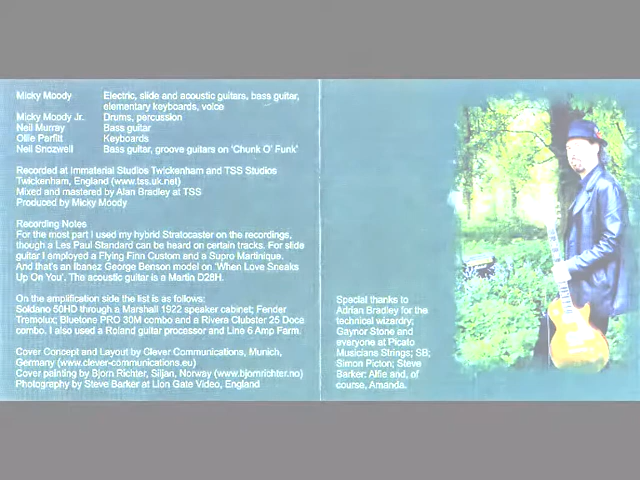 Micky Moody Electric, slide and acoustic guitars, bass guitar,
elementary keyboards, voice
Micky Moody Jr. Drums, percussion
Neil Murray Bass guitar
Ollie Parfitt Keyboards
Neil Snozwell Bass guitar, groove guitars on 'Chunk O' Funk'
Recorded at Immaterial Studios Twickenham and TSS Studios
Twickenham, England (www.tss.uk.net)
Mixed and mastered by Alan Bradley at TSS
Produced by Micky Moody
Recording Notes
For the most part I used my hybrid Stratocaster on the recordings,
though a Les Paul Standard can be heard on certain tracks. For slide
guitar I employed a Flying Finn Custom and a Supro Martinique.
And that's an Ibanez George Benson model on 'When Love Sneaks
Up On You'. The acoustic guitar is a Martin D28H.
On the amplification side the list is as follows:
Soldano 50HD through a Marshall 1922 speaker cabinet; Fender
Tremolux; Bluetone PRO 30M combo and a Rivera Clubster 25 Doce
combo. I also used a Roland guitar processor and Line 6 Amp Farm.
Cover Concept and Layout by Clever Communications, Munich,
Germany (www.clever-communications.eu)
Cover painting by Bjorn Richter, Siljan, Norway (www.bjornrichter.no)
Photography by Steve Barker at Lion Gate Video, England
Special thanks to
Adrian Bradley for the
technical wizardry;
Gaynor Stone and
everyone at Picato
Musicians Strings; SB;
Simon Picton; Steve
Barker; Alfie and, of
course, Amanda.